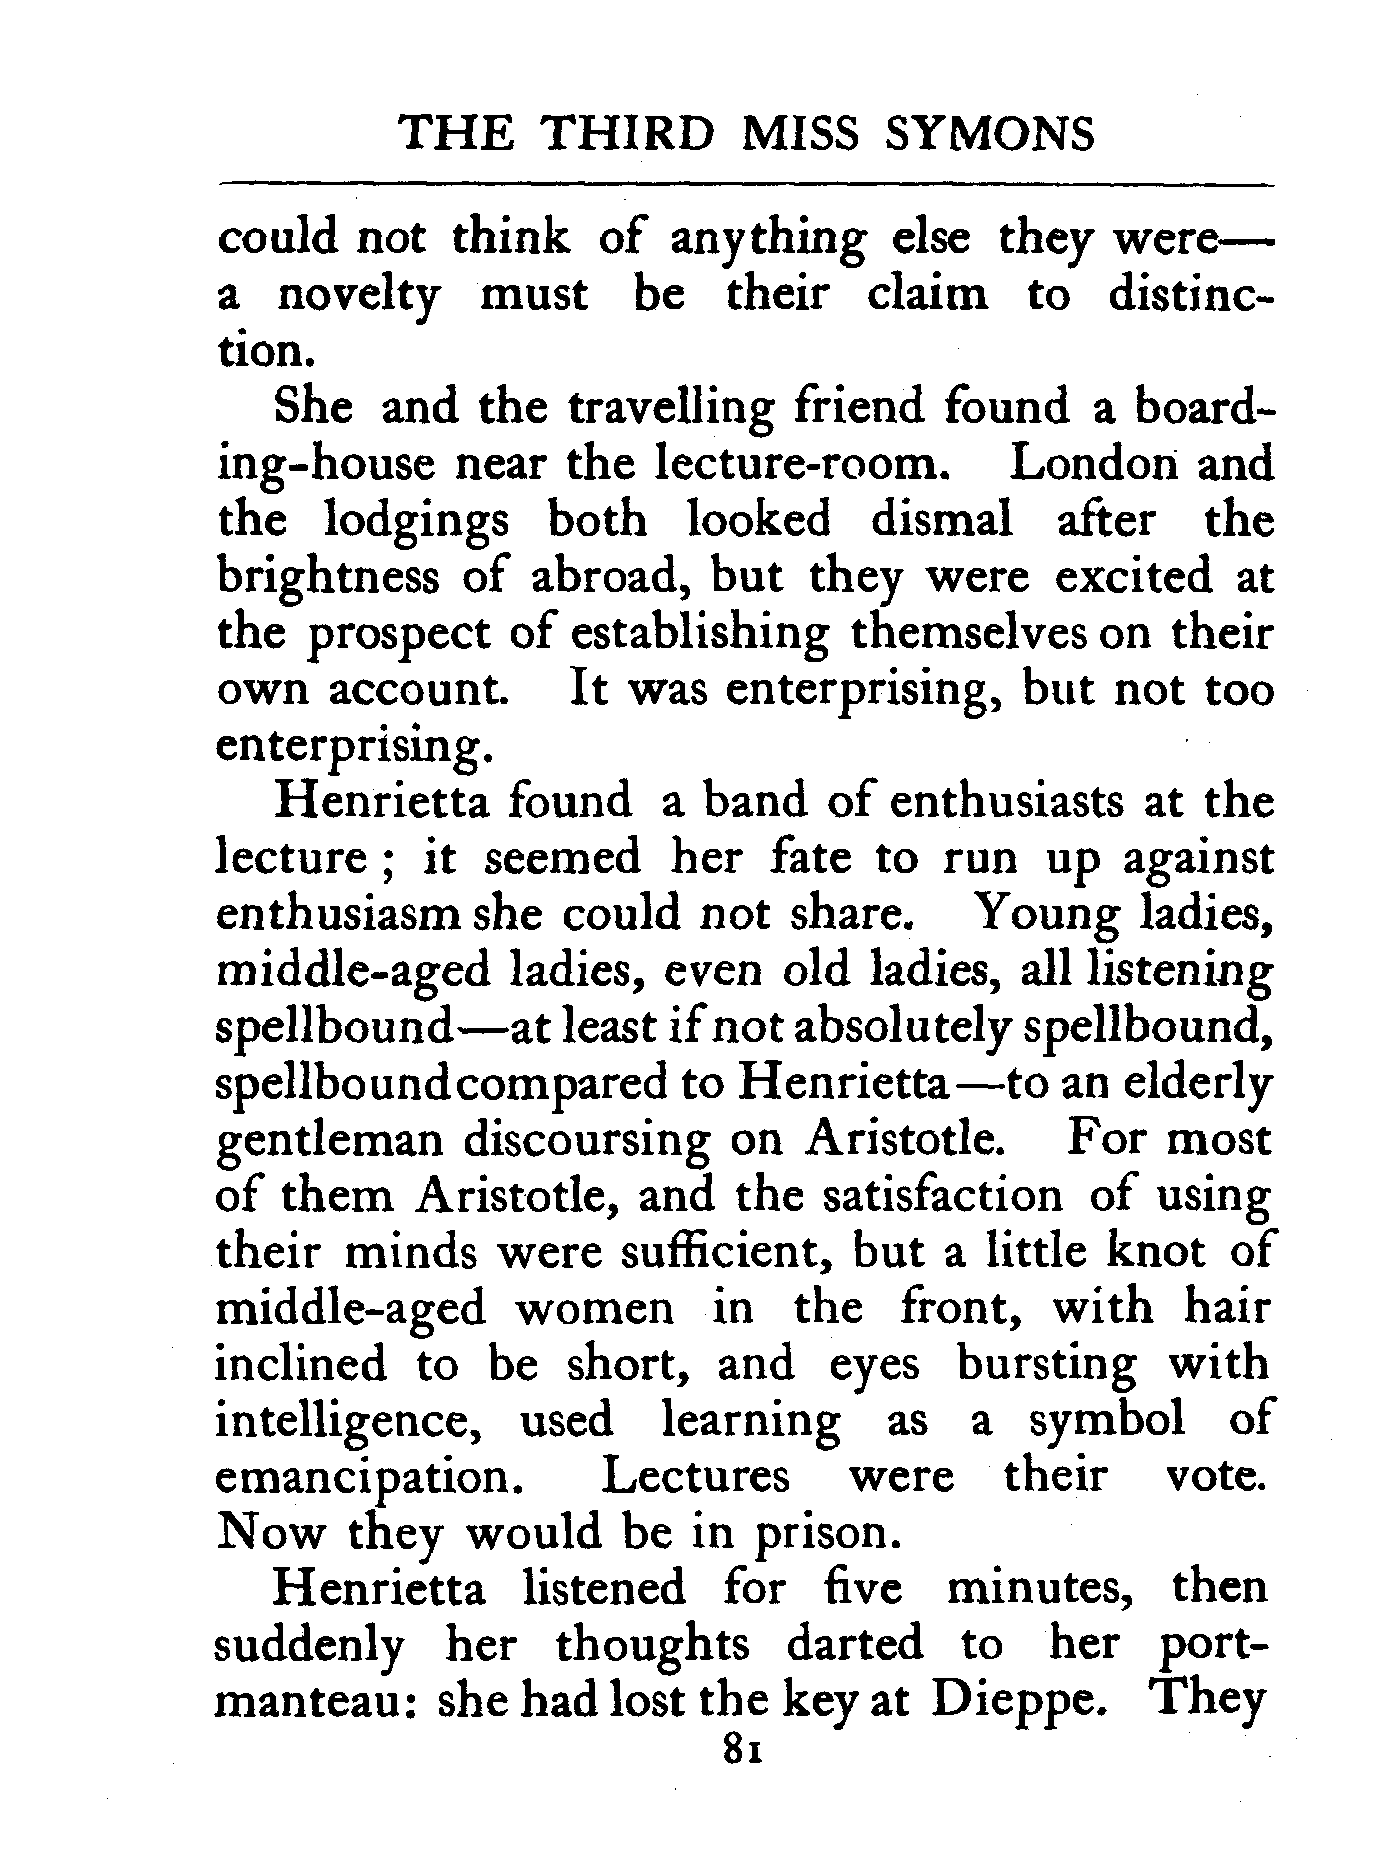 THE THIRD MISS SYMONS
could not think of anything else they were—
a novelty must be their claim to distinc-
tion.
She and the travelling friend found a board-
ing-house near the lecture-room. London and
the lodgings both looked dismal after the
brightness of abroad, but they were excited at
the prospect of establishing themselves on their
own account. It was enterprising, but not too
enterprising.
Henrietta found a band of enthusiasts at the
lecture ; it seemed her fate to run up against
enthusiasm she could not share. Young ladies,
middle-aged ladies, even old ladies, all listening
spellbound—at least if not absolutely spellbound,
spellbound compared to Henrietta—to an elderly
gentleman discoursing on Aristotle. For most
of them Aristotle, and the satisfaction of using
their minds were sufficient, but a little knot of
middle-aged women in the front, with hair
inclined to be short, and eyes bursting with
intelligence, used learning as a symbol of
emancipation. Lectures were their vote.
Now they would be in prison.
Henrietta listened for five minutes, then
suddenly her thoughts darted to her port-
manteau: she had lost the key at Dieppe. They
81